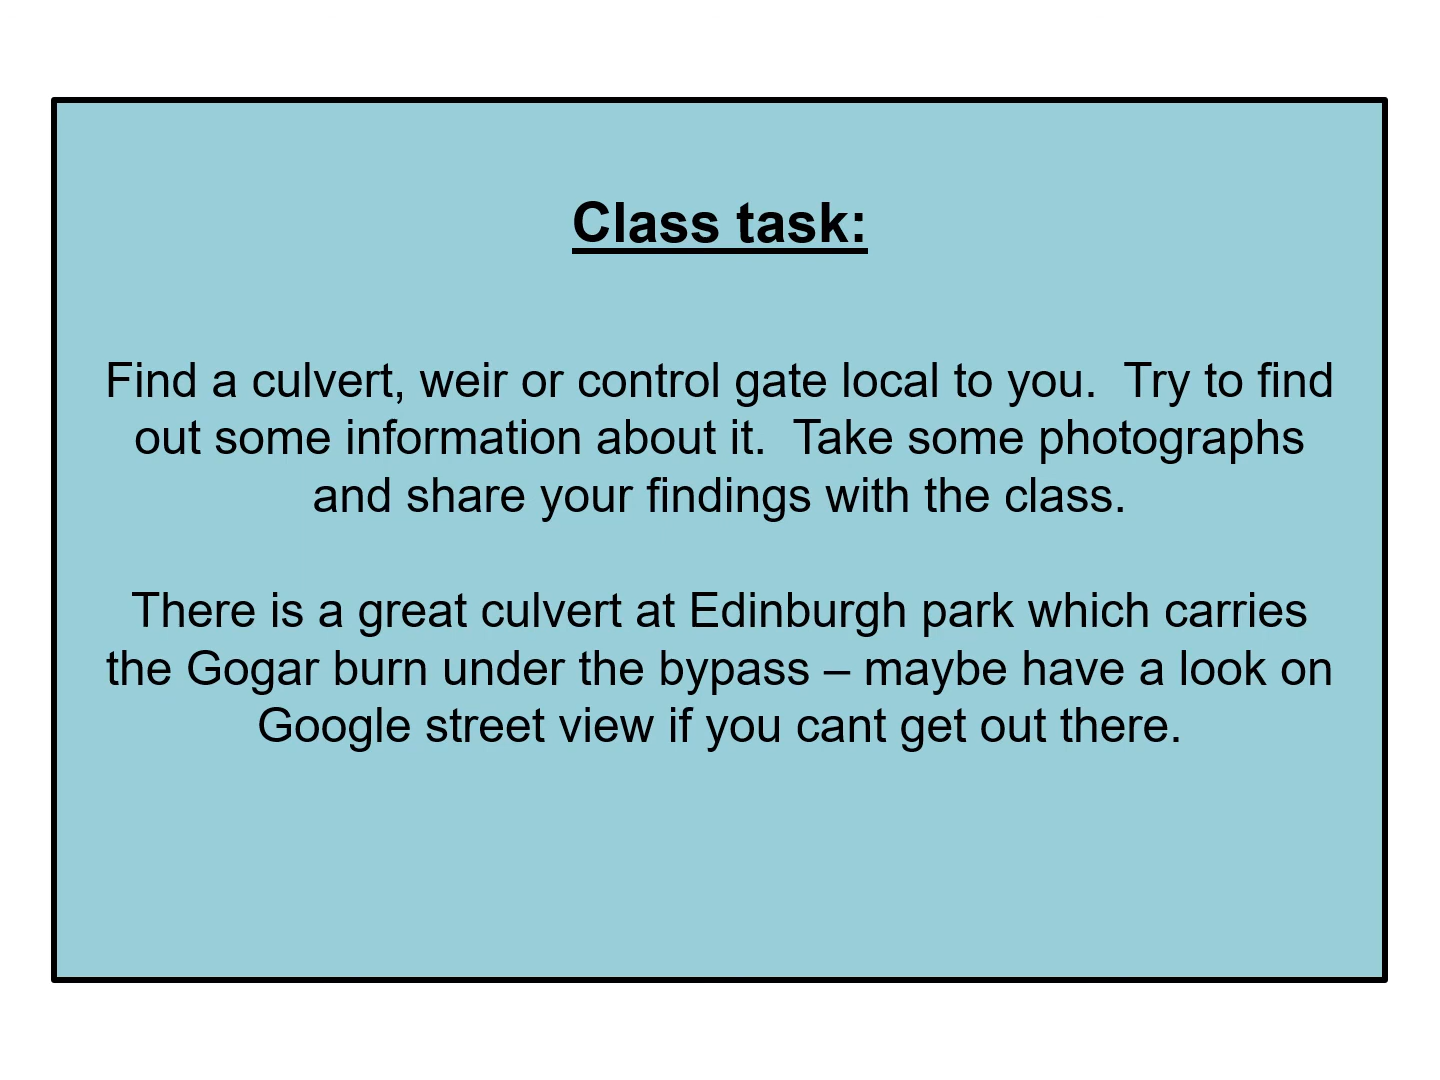 Class task:
Find a culvert, weir or control gate local to you.  Try to find
out some information about it.  Take some photographs
and share your findings with the class.
There is a great culvert at Edinburgh park which carries
the Gogar burn under the bypass – maybe have a look on
Google street view if you cant get out there.